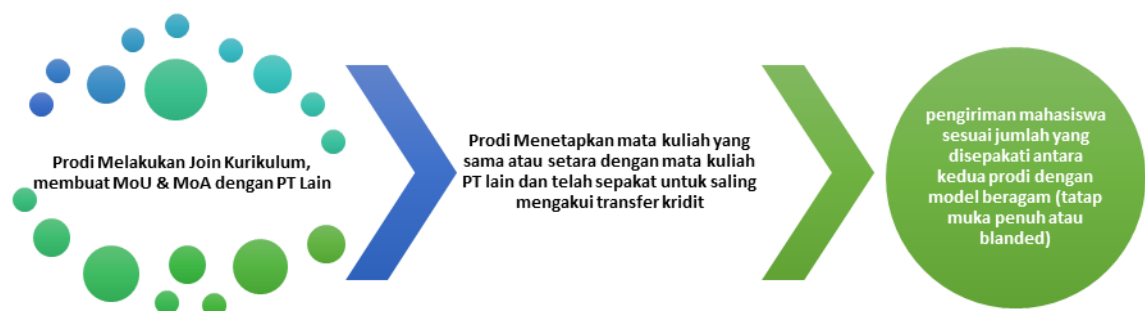 Prodi Melakukan Join Kurikulum,
membuat MoU & MoA dengan PT Lain
Prodi Menetapkan mata kuliah yang
sama atau setara dengan mata kuliah
PT lain dan telah sepakat untuk saling
mengakui transfer kridit
pengiriman mahasiswa
sesuai jumlah yang
disepakati antara
kedua prodi dengan
model beragam (tatap
muka penuh atau
blanded)